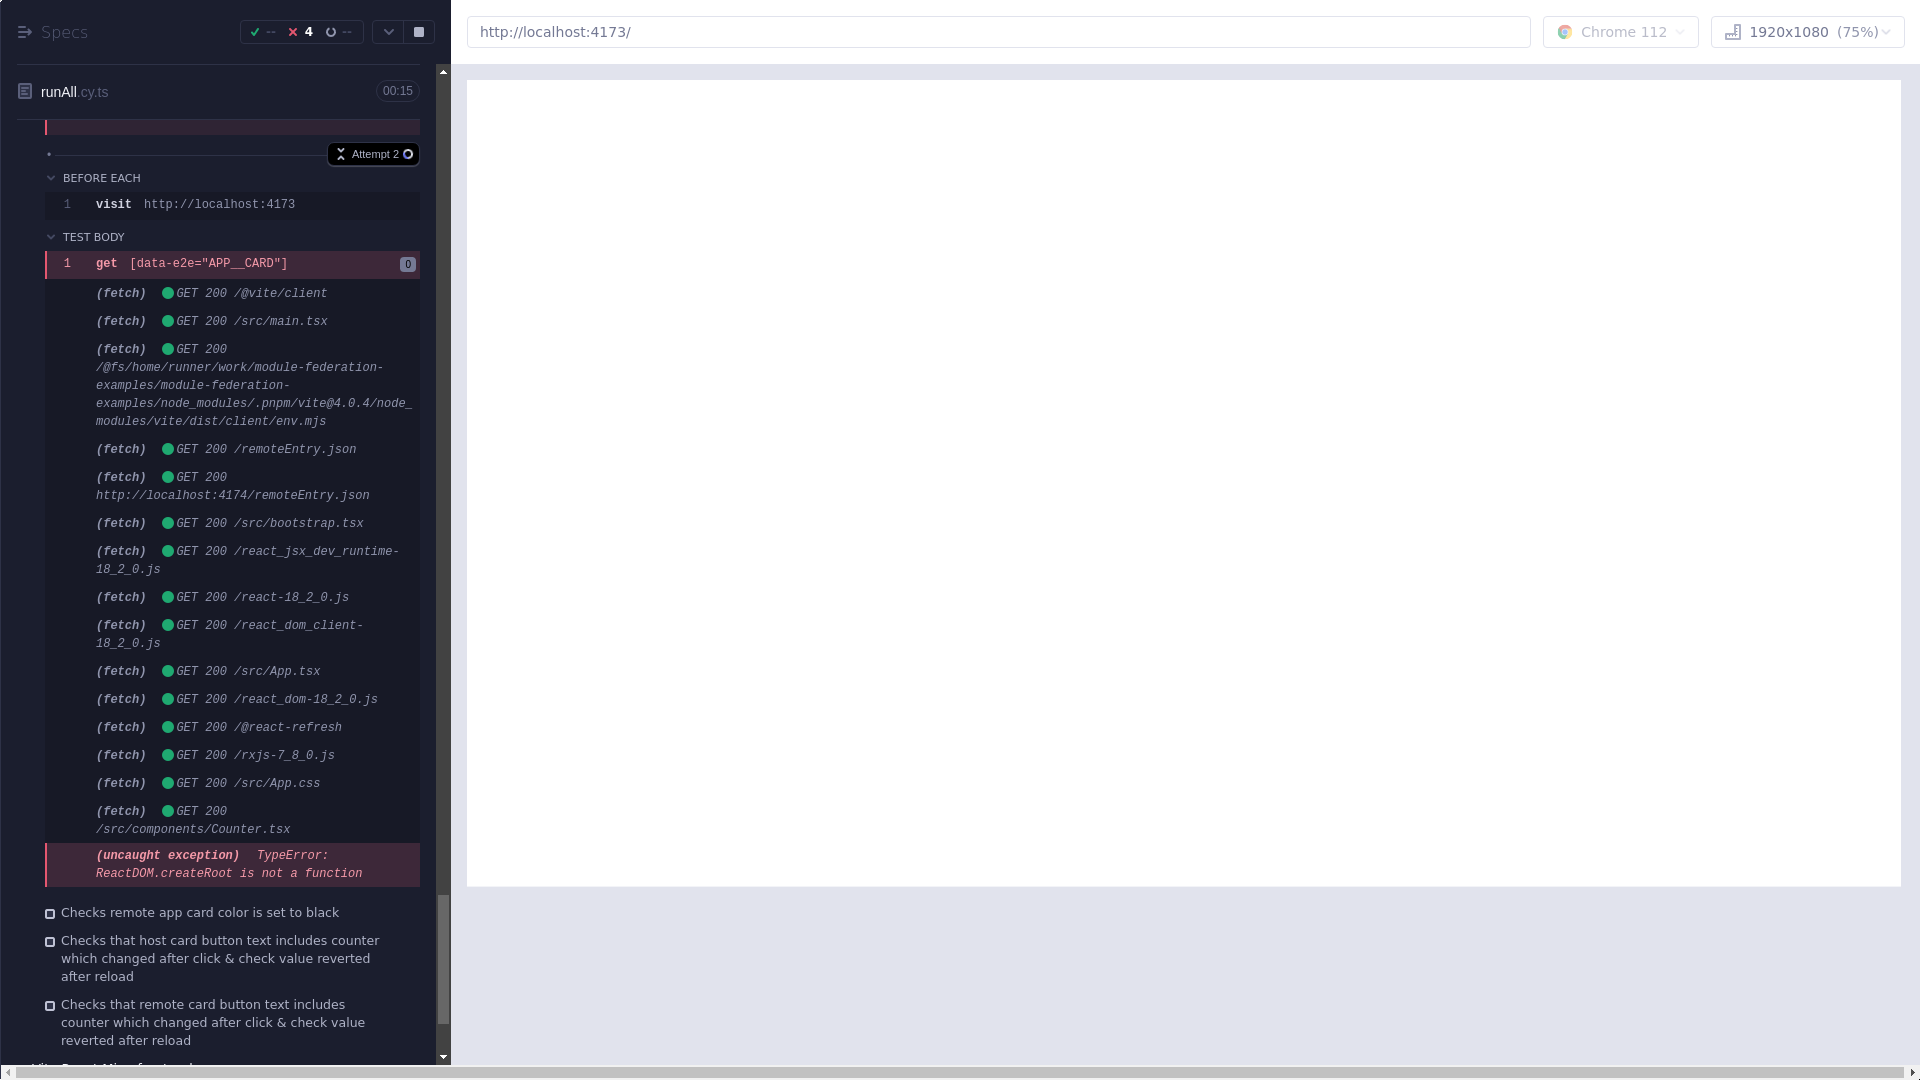 Specs
-- 4 --
http://localhost:4173/
Chrome 112
1920x1080 (75%)
runAll.cy.ts
00:15
Attempt 2
BEFORE EACH
1 visit http://localhost:4173
TEST BODY
1 get [data-e2e="APP__CARD"] 0
(fetch) GET 200 /@vite/client
(fetch) GET 200 /src/main.tsx
(fetch) GET 200
/@fs/home/runner/work/module-federation-
examples/module-federation-
examples/node_modules/.pnpm/vite@4.0.4/node_
modules/vite/dist/client/env.mjs
(fetch) GET 200 /remoteEntry.json
(fetch) GET 200
http://localhost:4174/remoteEntry.json
(fetch) GET 200 /src/bootstrap.tsx
(fetch) GET 200 /react_jsx_dev_runtime-
18_2_0.js
(fetch) GET 200 /react-18_2_0.js
(fetch) GET 200 /react_dom_client-
18_2_0.js
(fetch) GET 200 /src/App.tsx
(fetch) GET 200 /react_dom-18_2_0.js
(fetch) GET 200 /@react-refresh
(fetch) GET 200 /rxjs-7_8_0.js
(fetch) GET 200 /src/App.css
(fetch) GET 200
/src/components/Counter.tsx
(uncaught exception) TypeError:
ReactDOM.createRoot is not a function
Checks remote app card color is set to black
Checks that host card button text includes counter
which changed after click & check value reverted
after reload
Checks that remote card button text includes
counter which changed after click & check value
reverted after reload